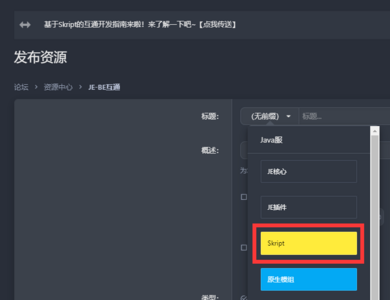 基于Skript的互通开发指南来啦！来了解一下吧~【点我传送】
发布资源
论坛 > 资源中心 > JE-BE互通
标题:
(无前缀)
标题...
Java服
概述:
JE核心
JE插件
Skript
原生模组
类型: